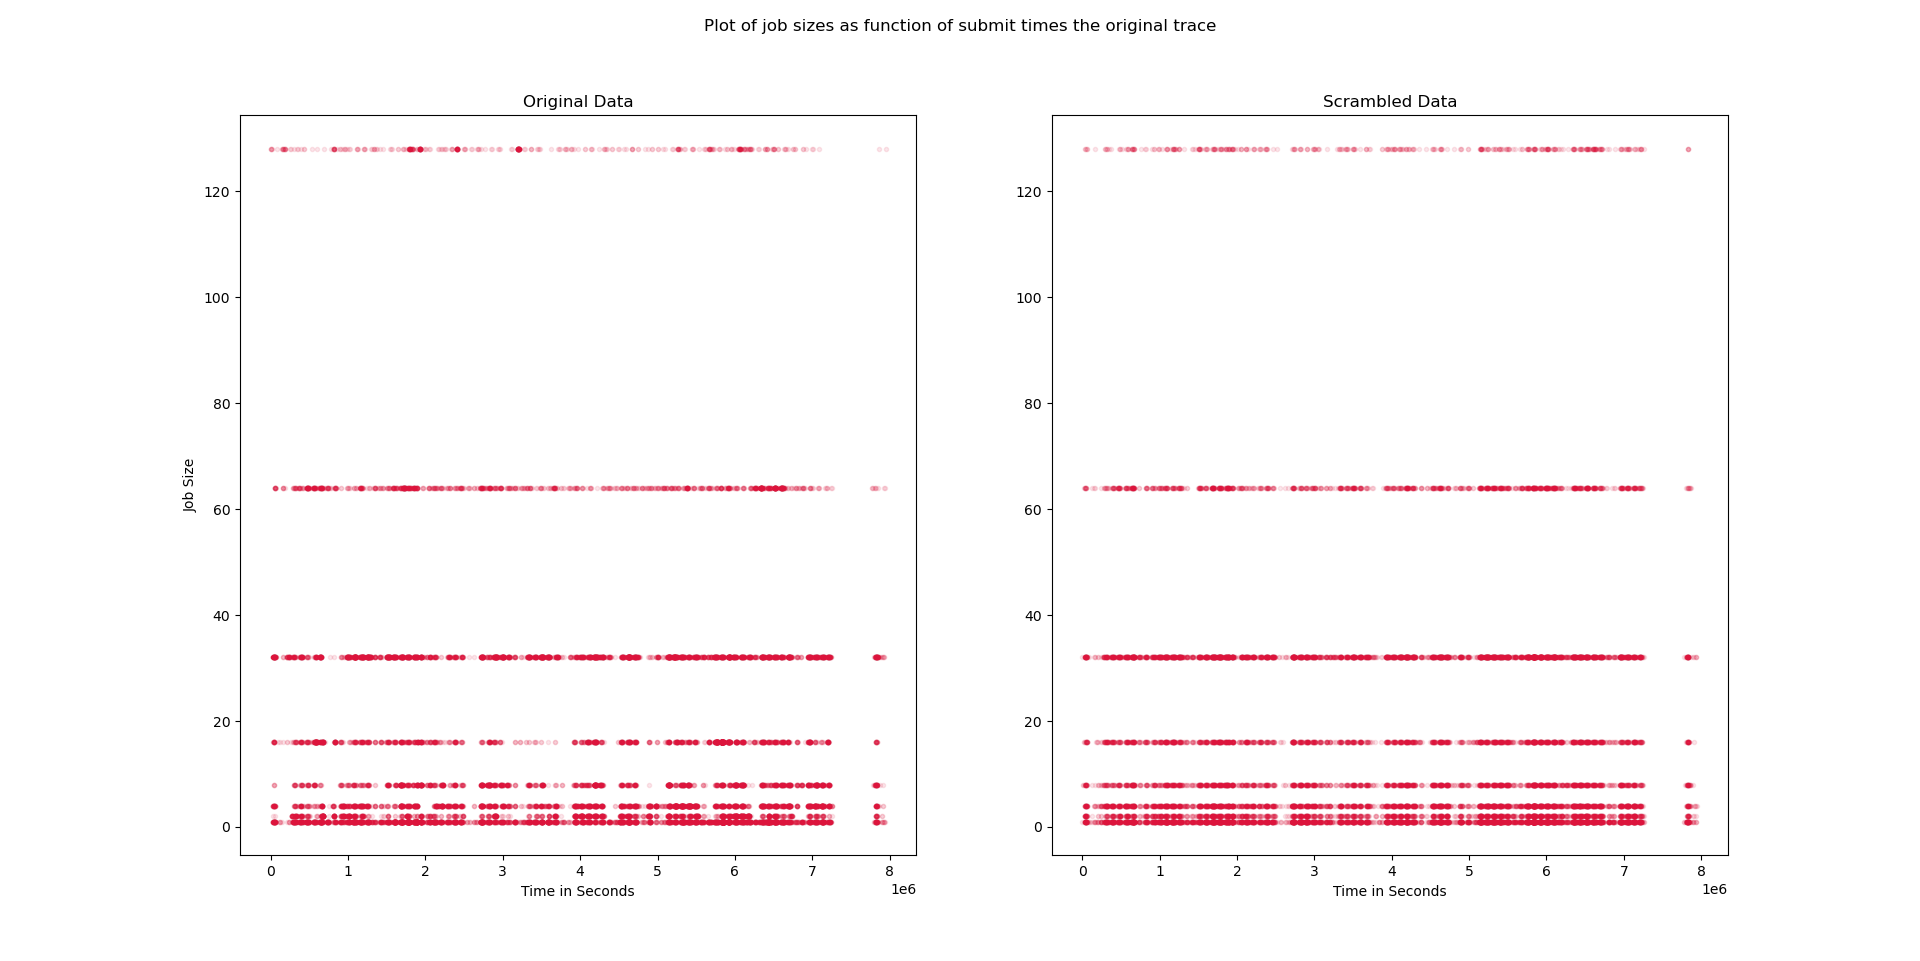 Plot of job sizes as function of submit times the original trace
Original Data
Job Size
120
100
80
60
40
20
0
0 1 2 3 4 5 6 7 8
1e6
Time in Seconds
Scrambled Data
120
100
80
60
40
20
0
0 1 2 3 4 5 6 7 8
1e6
Time in Seconds